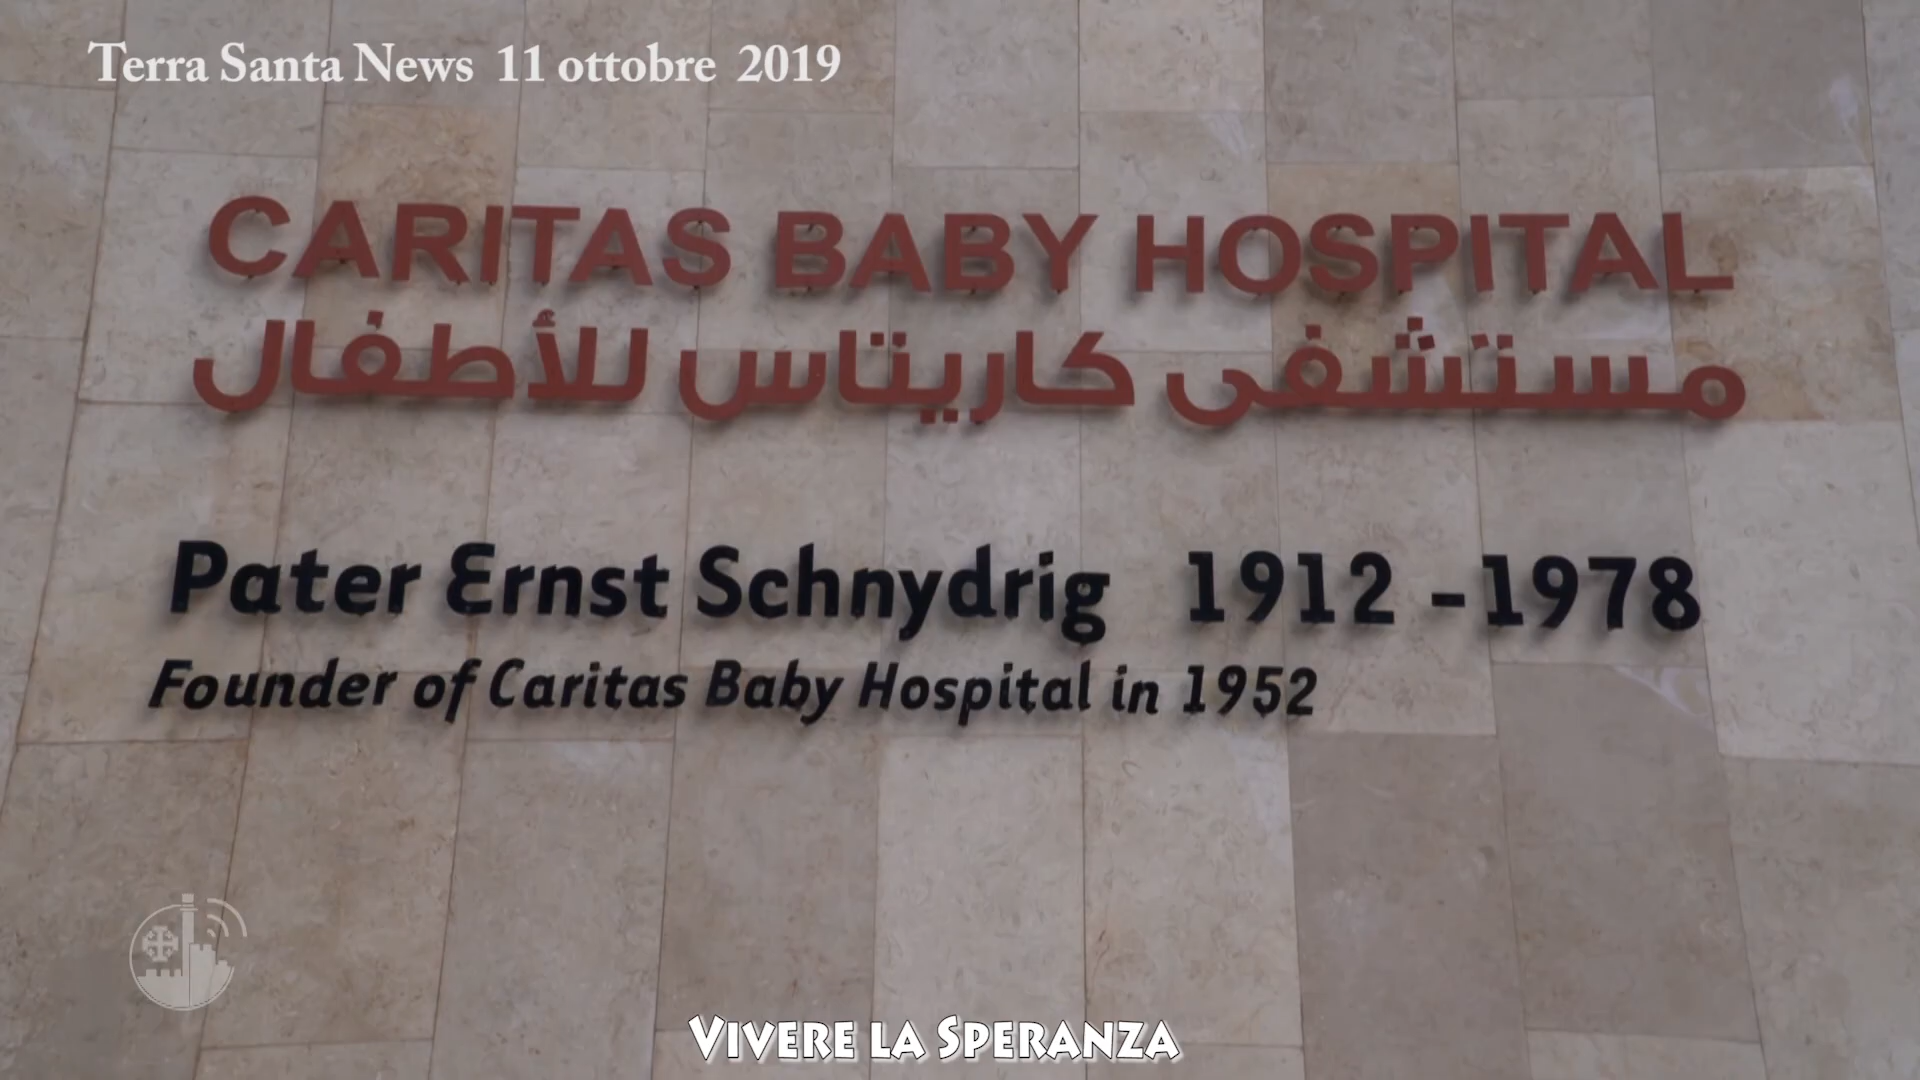 Terra Santa News 11 ottobre 2019
CARITAS BABY HOSPITAL
مستشفى كاريتاس للأطفال
Pater Ernst Schnydrig 1912 - 1978
Founder of Caritas Baby Hospital in 1952
VIVERE LA SPERANZA